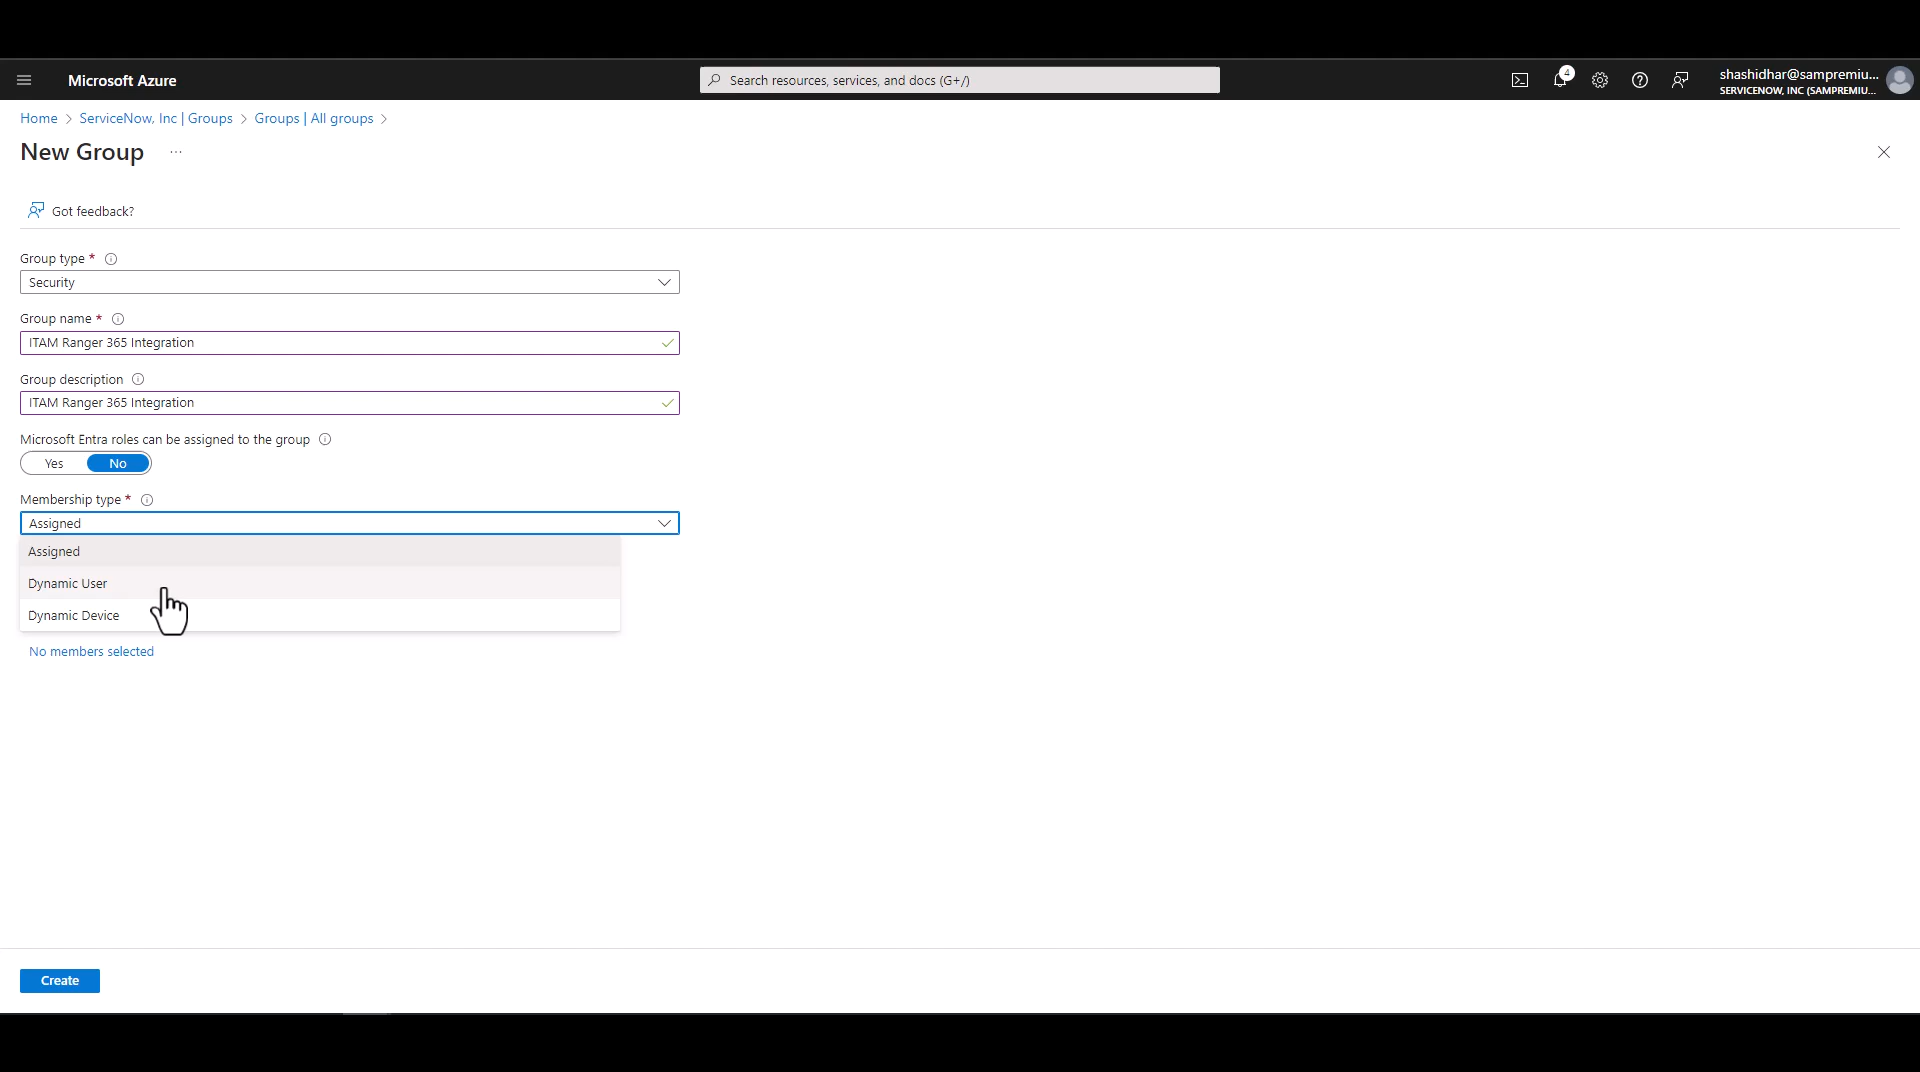 Microsoft Azure
Search resources, services, and docs (G+/)
4
shashidhar@sampremiu...
SERVICENOW, INC (SAMPREMIU...
Home > ServiceNow, Inc | Groups > Groups | All groups >
New Group ...
Got feedback?
Group type *
Security
Group name *
ITAM Ranger 365 Integration
Group description
ITAM Ranger 365 Integration
Microsoft Entra roles can be assigned to the group
Yes No
Membership type *
Assigned
Assigned
Dynamic User
Dynamic Device
No members selected
Create